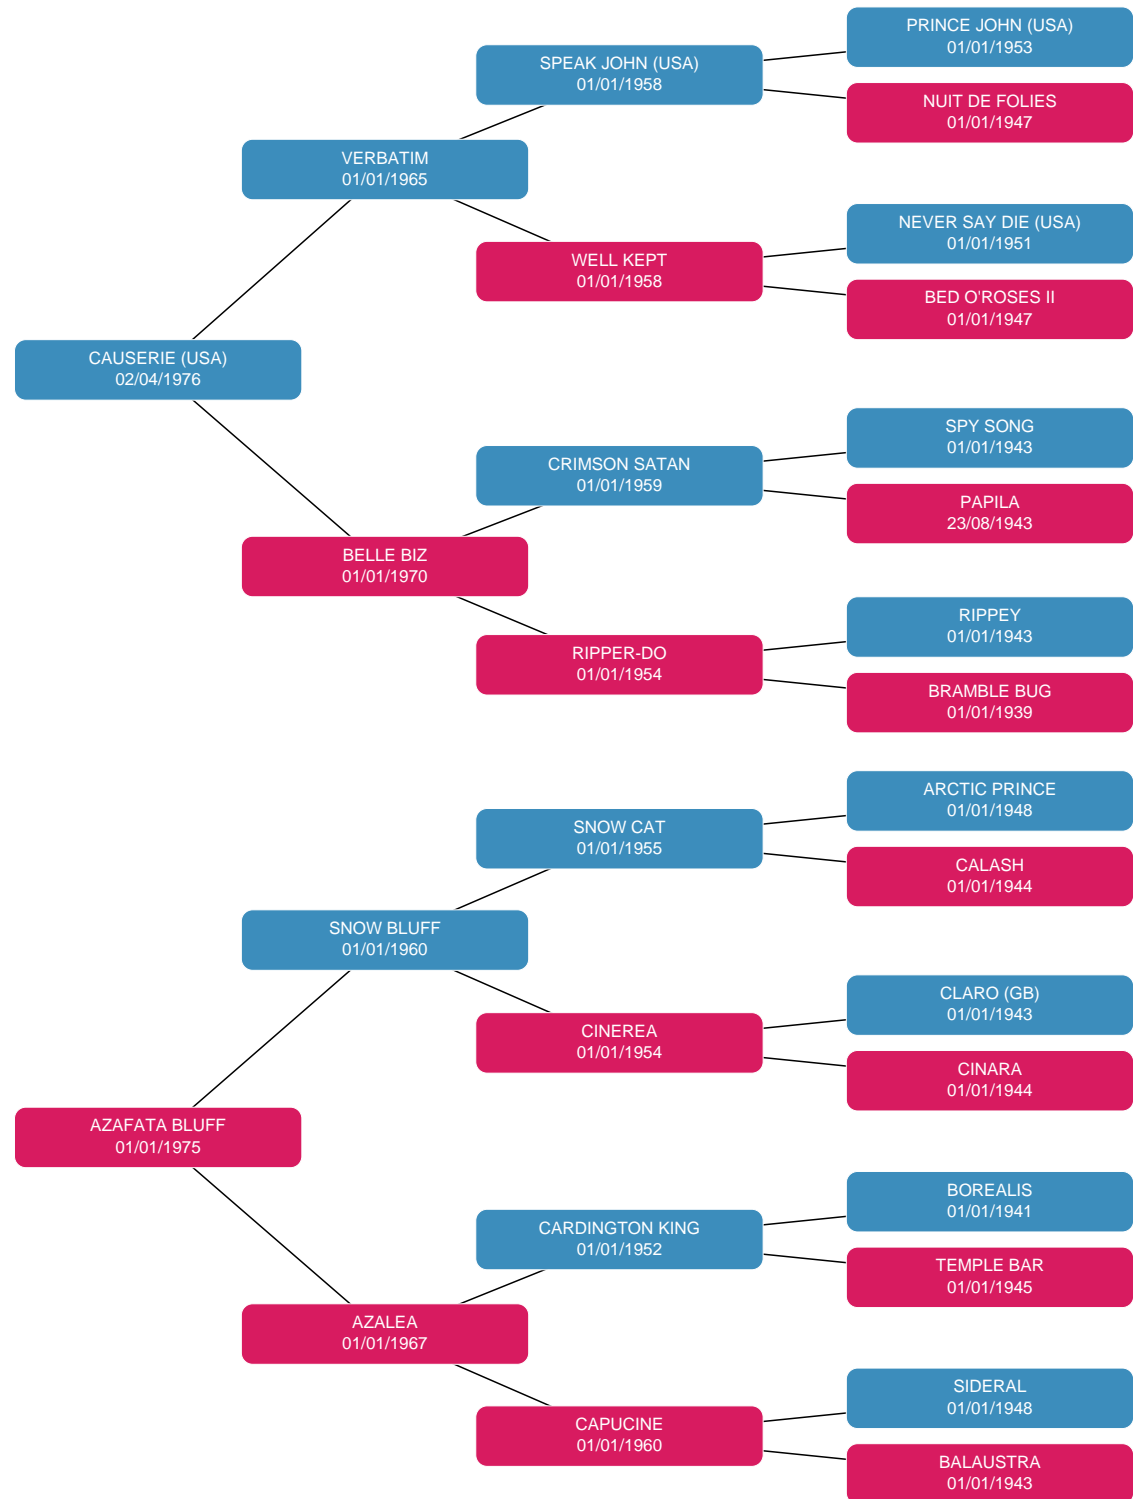 PRINCE JOHN (USA)
01/01/1953
SPEAK JOHN (USA)
01/01/1958
NUIT DE FOLIES
01/01/1947
VERBATIM
01/01/1965
NEVER SAY DIE (USA)
01/01/1951
WELL KEPT
01/01/1958
BED O'ROSES II
01/01/1947
CAUSERIE (USA)
02/04/1976
SPY SONG
01/01/1943
CRIMSON SATAN
01/01/1959
PAPILA
23/08/1943
BELLE BIZ
01/01/1970
RIPPEY
01/01/1943
RIPPER-DO
01/01/1954
BRAMBLE BUG
01/01/1939
ARCTIC PRINCE
01/01/1948
SNOW CAT
01/01/1955
CALASH
01/01/1944
SNOW BLUFF
01/01/1960
CLARO (GB)
01/01/1943
CINEREA
01/01/1954
CINARA
01/01/1944
AZAFATA BLUFF
01/01/1975
BOREALIS
01/01/1941
CARDINGTON KING
01/01/1952
TEMPLE BAR
01/01/1945
AZALEA
01/01/1967
SIDERAL
01/01/1948
CAPUCINE
01/01/1960
BALAUSTRA
01/01/1943